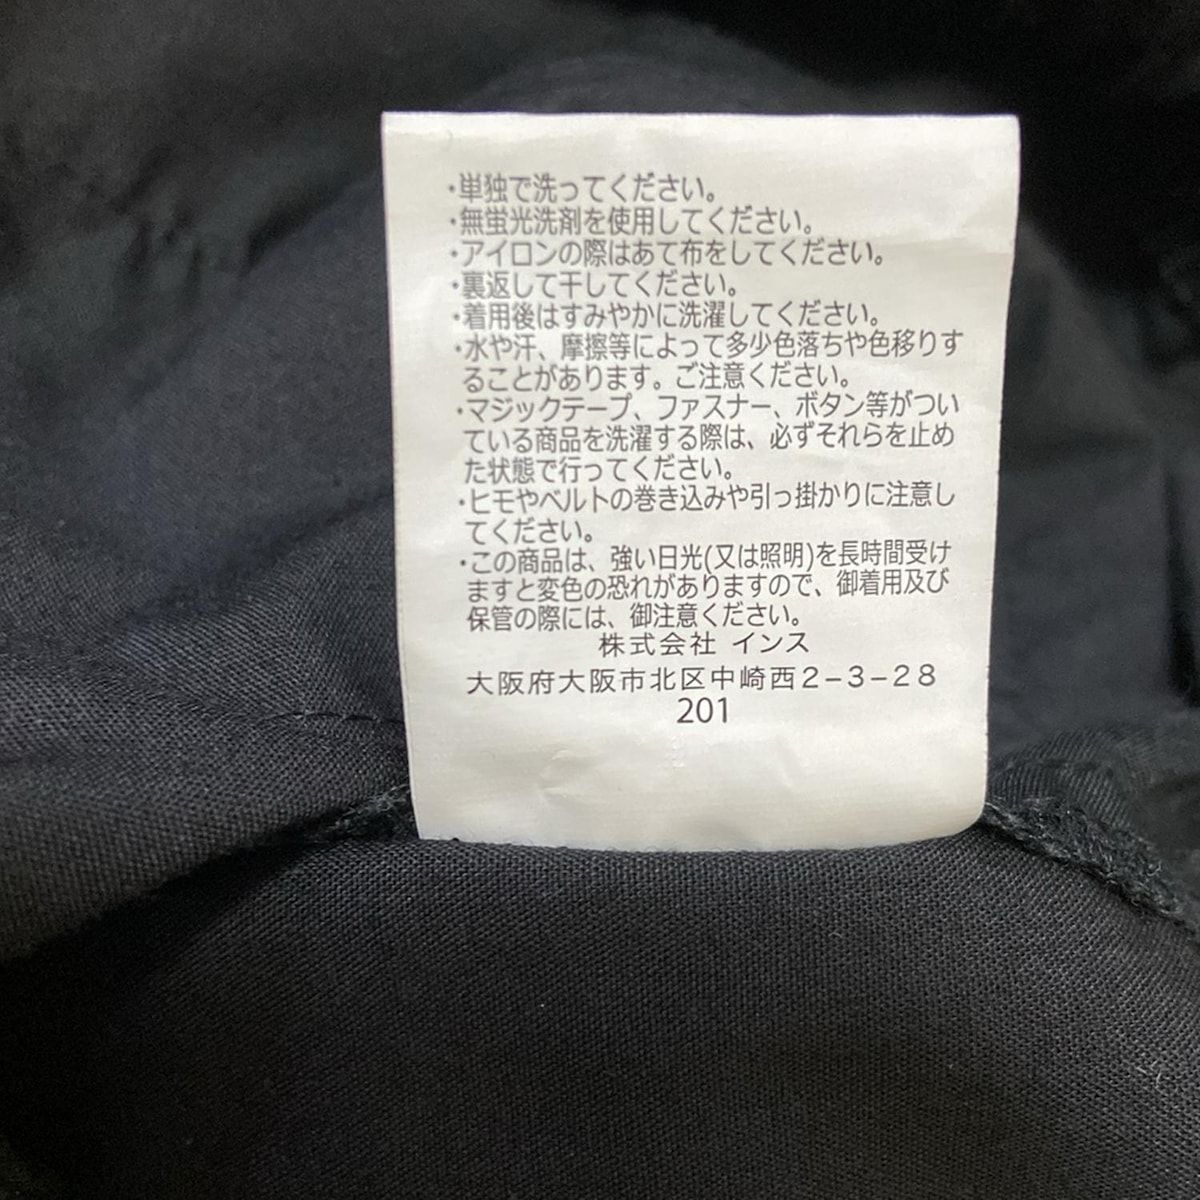 ・単独で洗ってください。
・無蛍光洗剤を使用してください。
・アイロンの際はあて布をしてください。
・裏返して干してください。
・着用後はすみやかに洗濯してください。
・水や汗、摩擦等によって多少色落ちや色移りす
ることがあります。ご注意ください。
・マジックテープ、ファスナー、ボタン等がつい
ている商品を洗濯する際は、必ずそれらを止め
た状態で行ってください。
・ヒモやベルトの巻き込みや引っ掛かりに注意し
てください。
・この商品は、強い日光(又は照明)を長時間受け
ますと変色の恐れがありますので、御着用及び
保管の際には、御注意ください。
株式会社 インス
大阪府大阪市北区中崎西2-3-28
201